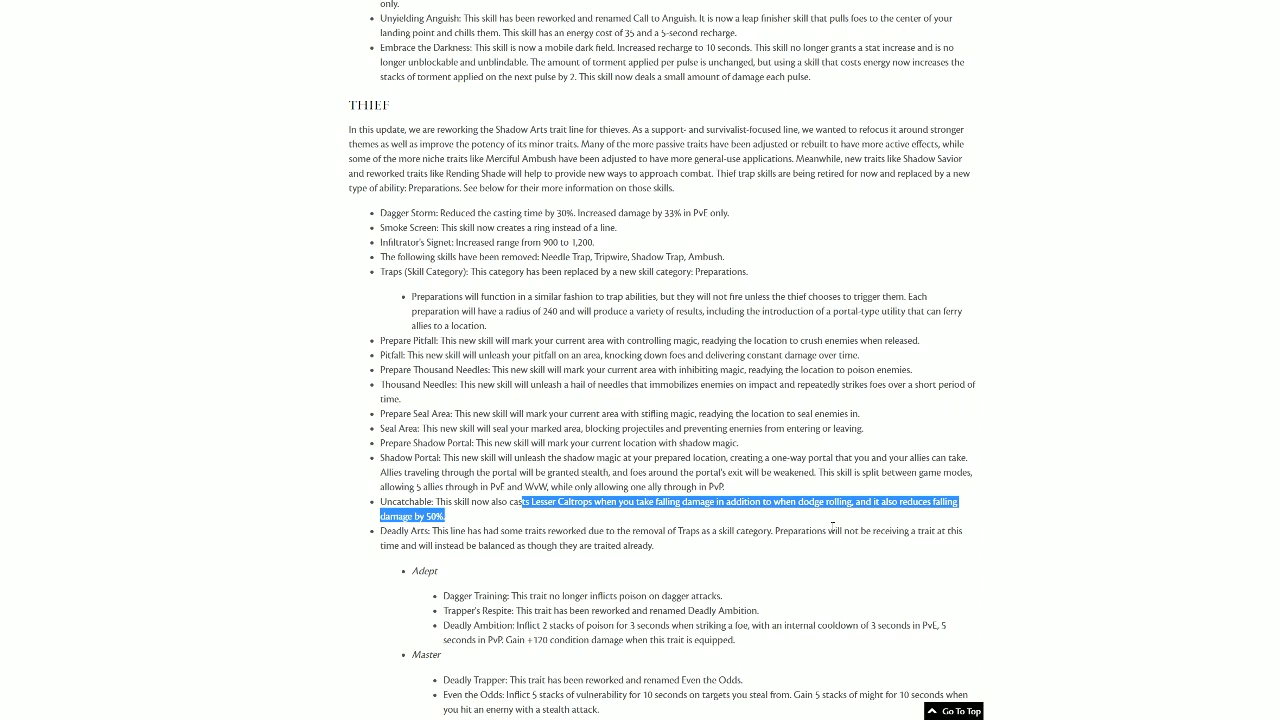 only.
Unyielding Anguish: This skill has been reworked and renamed Call to Anguish. It is now a leap finisher skill that pulls foes to the center of your
landing point and chills them. This skill has an energy cost of 35 and a 5-second recharge.
Embrace the Darkness: This skill is now a mobile dark field. Increased recharge to 10 seconds. This skill no longer grants a stat increase and is no
longer unblockable and unblindable. The amount of torment applied per pulse is unchanged, but using a skill that costs energy now increases the
stacks of torment applied on the next pulse by 2. This skill now deals a small amount of damage each pulse.
THIEF
In this update, we are reworking the Shadow Arts trait line for thieves. As a support- and survivalist-focused line, we wanted to refocus it around stronger
themes as well as improve the potency of its minor traits. Many of the more passive traits have been adjusted or rebuilt to have more active effects, while
some of the more niche traits like Merciful Ambush have been adjusted to have more general-use applications. Meanwhile, new traits like Shadow Savior
and reworked traits like Rending Shade will help to provide new ways to approach combat. Thief trap skills are being retired for now and replaced by a new
type of ability: Preparations. See below for their more information on those skills.
Dagger Storm: Reduced the casting time by 30%. Increased damage by 33% in PvE only.
Smoke Screen: This skill now creates a ring instead of a line.
Infiltrator's Signet: Increased range from 900 to 1,200.
The following skills have been removed: Needle Trap, Tripwire, Shadow Trap, Ambush.
Traps (Skill Category): This category has been replaced by a new skill category: Preparations.
Preparations will function in a similar fashion to trap abilities, but they will not fire unless the thief chooses to trigger them. Each
preparation will have a radius of 240 and will produce a variety of results, including the introduction of a portal-type utility that can ferry
allies to a location.
Prepare Pitfall: This new skill will mark your current area with controlling magic, readying the location to crush enemies when released.
Pitfall: This new skill will unleash your pitfall on an area, knocking down foes and delivering constant damage over time.
Prepare Thousand Needles: This new skill will mark your current area with inhibiting magic, readying the location to poison enemies.
Thousand Needles: This new skill will unleash a hail of needles that immobilizes enemies on impact and repeatedly strikes foes over a short period of
time.
Prepare Seal Area: This new skill will mark your current area with stifling magic, readying the location to seal enemies in.
Seal Area: This new skill will seal your marked area, blocking projectiles and preventing enemies from entering or leaving.
Prepare Shadow Portal: This new skill will mark your current location with shadow magic.
Shadow Portal: This new skill will unleash the shadow magic at your prepared location, creating a one-way portal that you and your allies can take.
Allies traveling through the portal will be granted stealth, and foes around the portal's exit will be weakened. This skill is split between game modes,
allowing 5 allies through in PvE and WvW, while only allowing one ally through in PvP.
Uncatchable: This skill now also casts Lesser Caltrops when you take falling damage in addition to when dodge rolling, and it also reduces falling
damage by 50%.
Deadly Arts: This line has had some traits reworked due to the removal of Traps as a skill category. Preparations will not be receiving a trait at this
time and will instead be balanced as though they are traited already.
Adept
Dagger Training: This trait no longer inflicts poison on dagger attacks.
Trapper's Respite: This trait has been reworked and renamed Deadly Ambition.
Deadly Ambition: Inflict 2 stacks of poison for 3 seconds when striking a foe, with an internal cooldown of 3 seconds in PvE, 5
seconds in PvP. Gain +120 condition damage when this trait is equipped.
Master
Deadly Trapper: This trait has been reworked and renamed Even the Odds.
Even the Odds: Inflict 5 stacks of vulnerability for 10 seconds on targets you steal from. Gain 5 stacks of might for 10 seconds when
you hit an enemy with a stealth attack.
Go To Top